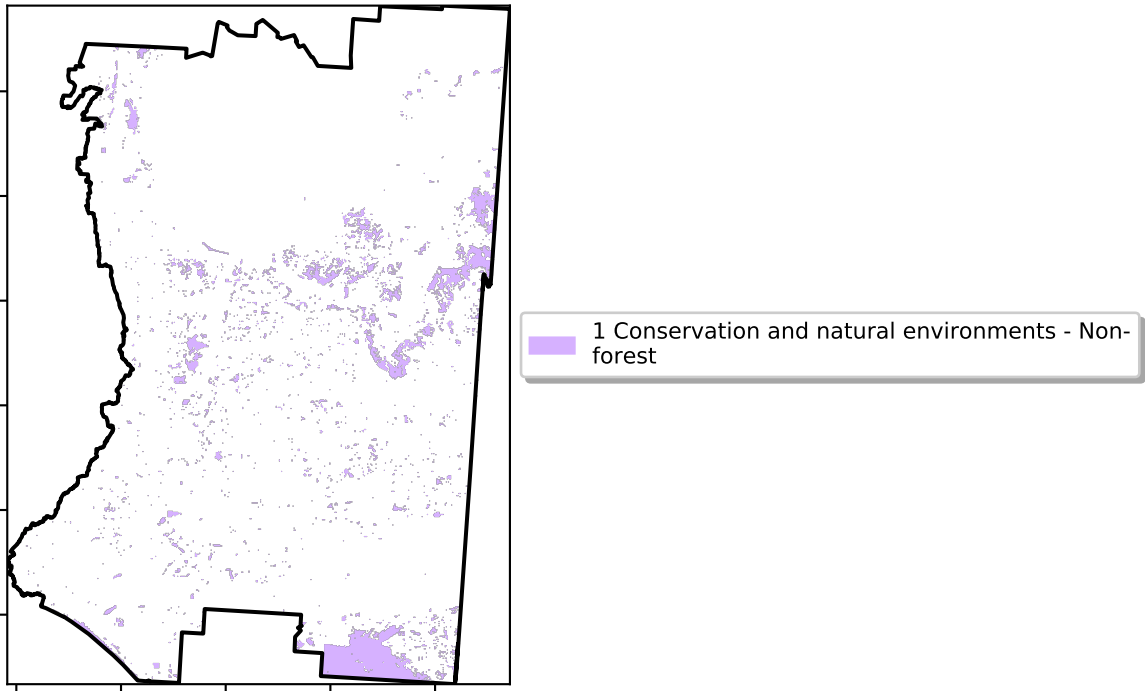 1 Conservation and natural environments - Non-
forest